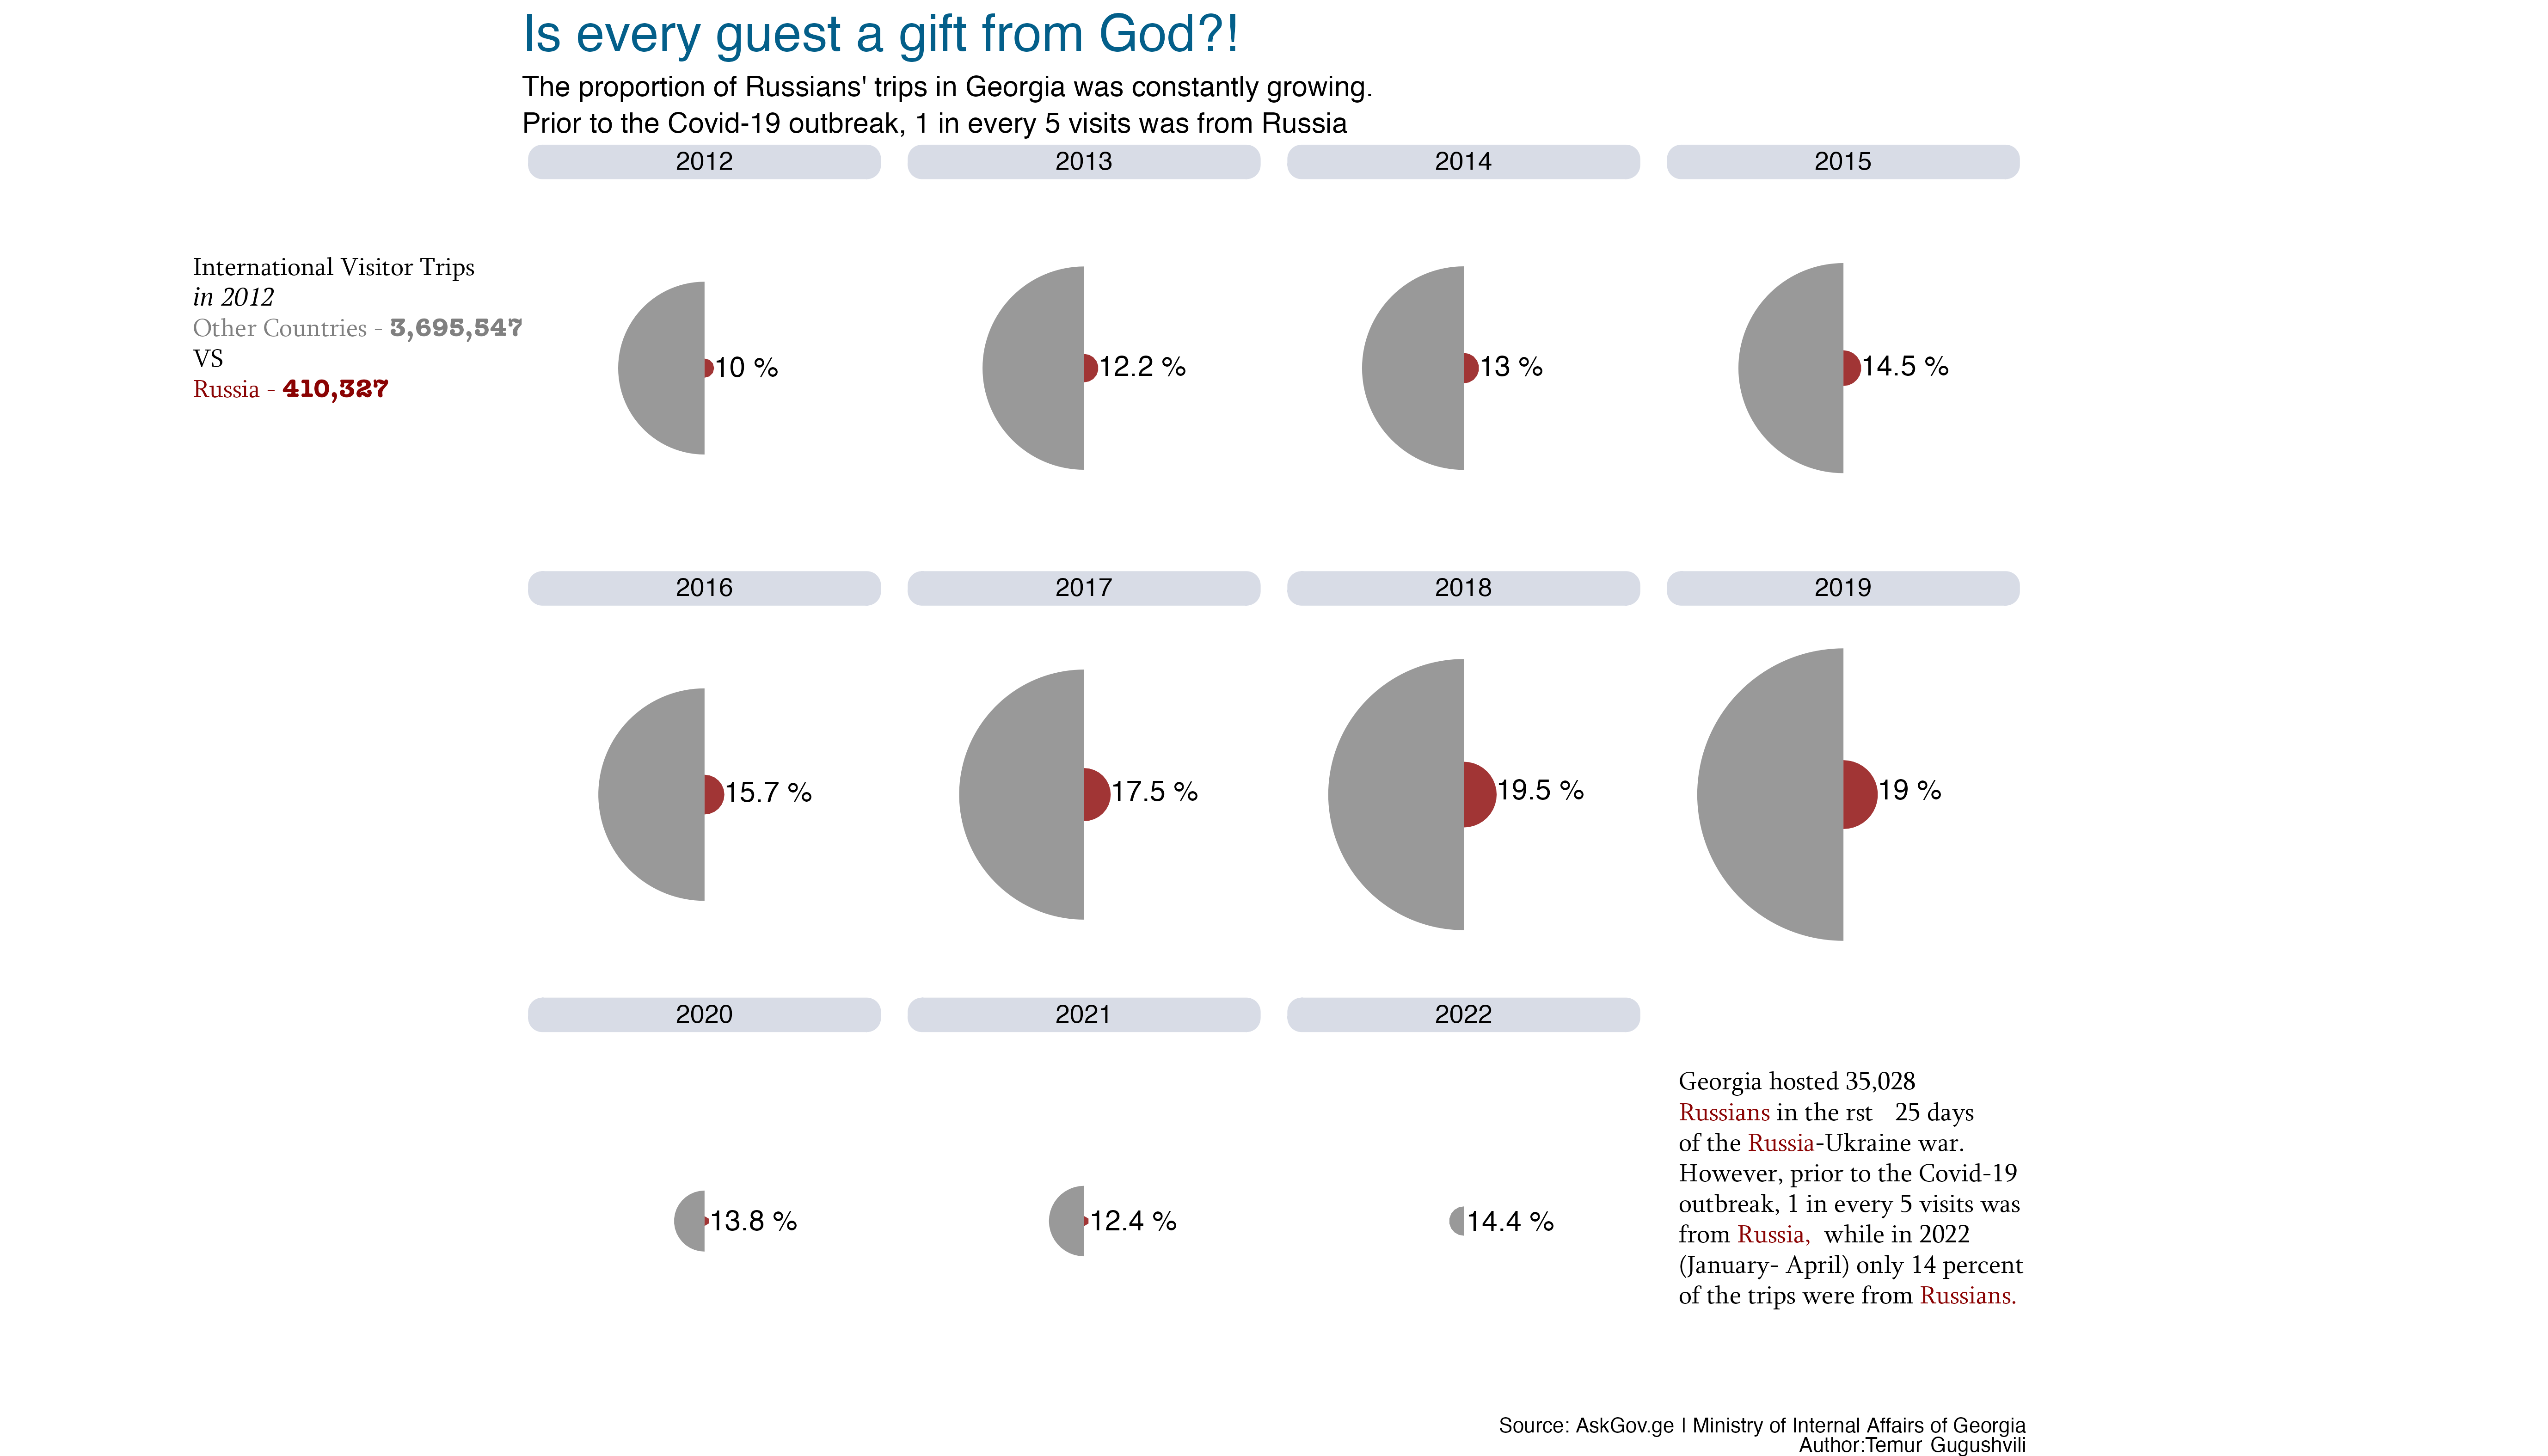 Is every guest a gift from God?!
The proportion of Russians' trips in Georgia was constantly growing.
Prior to the Covid-19 outbreak, 1 in every 5 visits was from Russia
2012
2013
2014
2015
International Visitor Trips
in 2012
Other Countries - 3,695,547
VS
Russia - 410,327
10 %
12.2 %
13 %
14.5 %
2016
2017
2018
2019
15.7 %
17.5 %
19.5 %
19 %
2020
2021
2022
13.8 %
12.4 %
14.4 %
Georgia hosted 35,028
Russians in the rst 25 days
of the Russia-Ukraine war.
However, prior to the Covid-19
outbreak, 1 in every 5 visits was
from Russia, while in 2022
(January- April) only 14 percent
of the trips were from Russians.
Source: AskGov.ge I Ministry of Internal Affairs of Georgia
Author:Temur Gugushvili